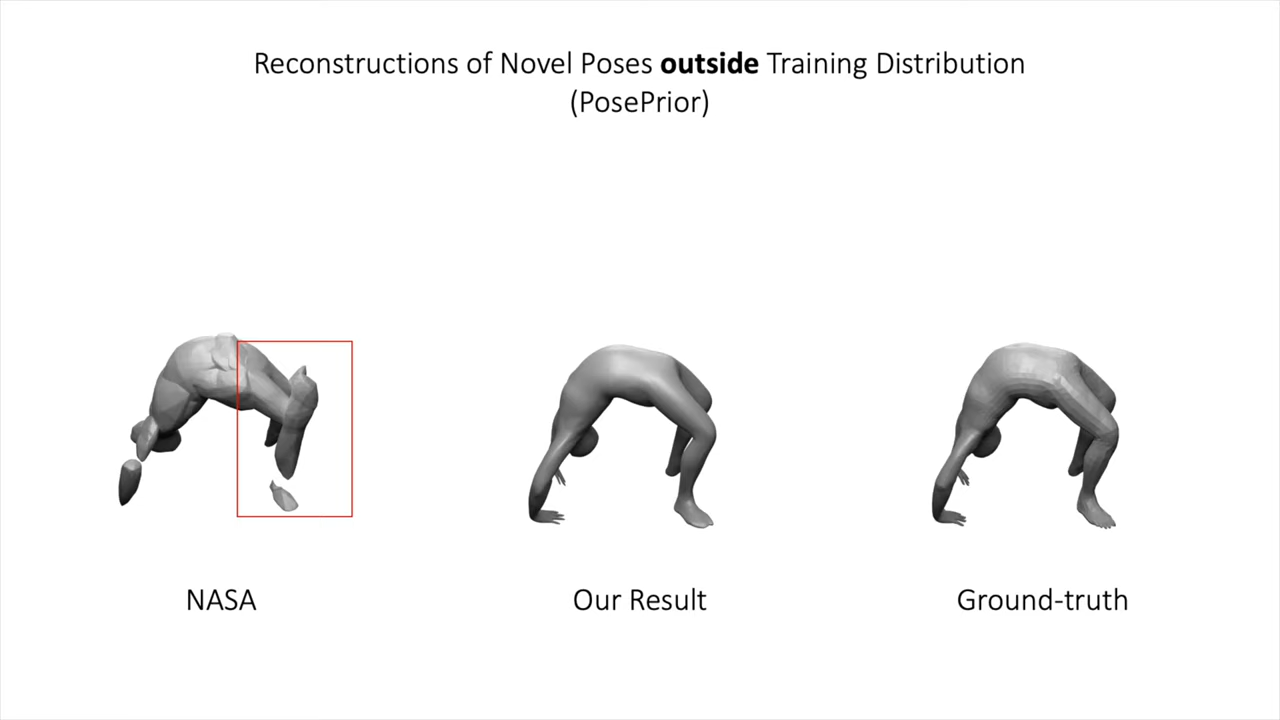 Reconstructions of Novel Poses outside Training Distribution
(PosePrior)
NASA
Our Result
Ground-truth